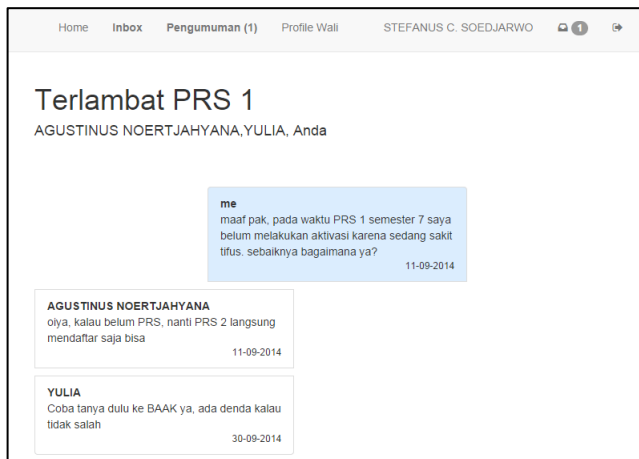 Home Inbox Pengumuman (1) Profile Wali STEFANUS C. SOEDJARWO 1
Terlambat PRS 1
AGUSTINUS NOERTJAHYANA,YULIA, Anda
me
maaf pak, pada waktu PRS 1 semester 7 saya
belum melakukan aktivasi karena sedang sakit
tifus. sebaiknya bagaimana ya?
11-09-2014
AGUSTINUS NOERTJAHYANA
oiya, kalau belum PRS, nanti PRS 2 langsung
mendaftar saja bisa
11-09-2014
YULIA
Coba tanya dulu ke BAAK ya, ada denda kalau
tidak salah
30-09-2014